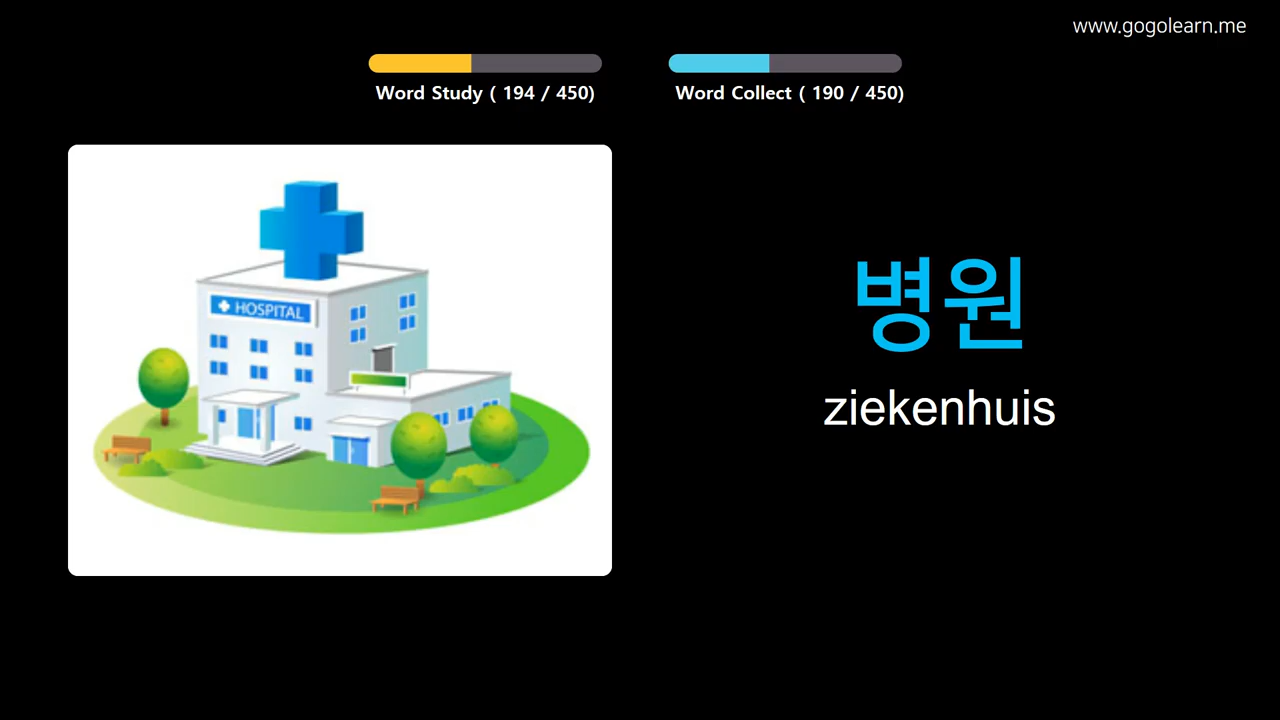 www.gogolearn.me
Word Study ( 194 / 450)
Word Collect ( 190 / 450)
HOSPITAL
병원
ziekenhuis